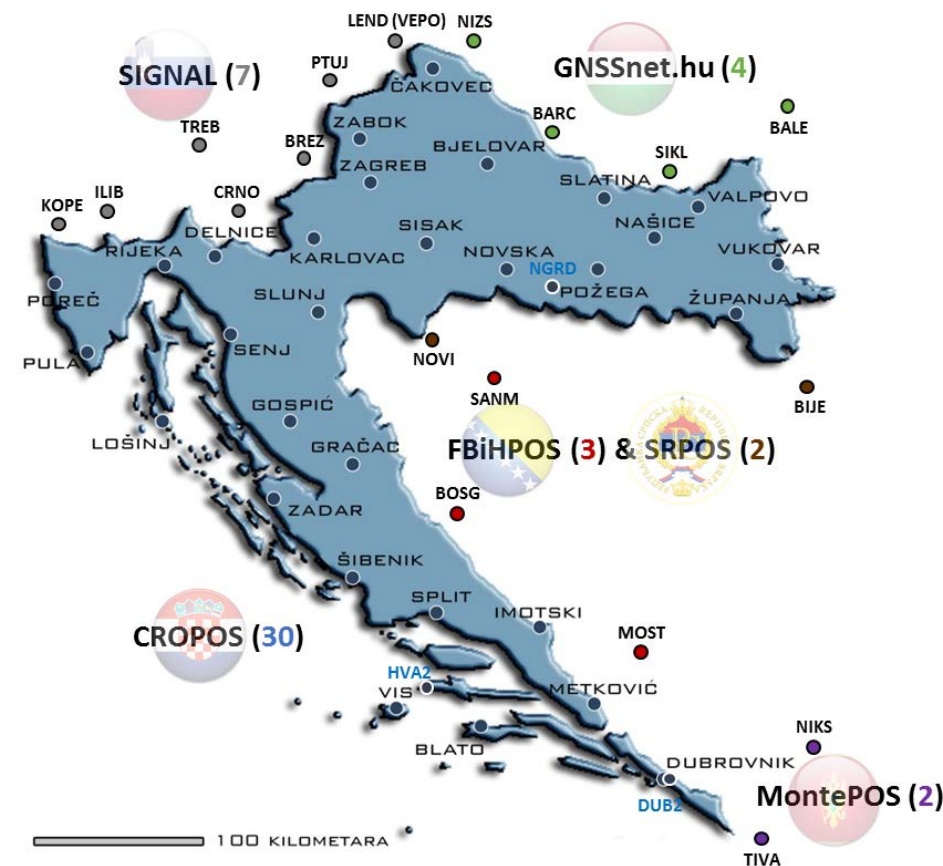 LEND (VEPO)
NIZS
PTUJ
SIGNAL (7)
GNSSnet.hu (4)
ČAKOVEC
BALE
BARC
TREB
ZABOK
BREZ
BJELOVAR
ZAGREB
SIKL
SLATINA
VALPOVO
ILIB
CRNO
KOPE
NAŠICE
SISAK
DELNICE
RIJEKA
KARLOVAC
NOVSKA
VUKOVAR
NGRD
POREČ
SLUNJ
POŽEGA
ŽUPANJA
SENJ
NOVI
PULA
SANM
BIJE
GOSPIĆ
LOŠINJ
GRAČAC
FBiHPOS (3) & SRPOS (2)
BOSG
ZADAR
ŠIBENIK
SPLIT
IMOTSKI
CROPOS (30)
MOST
HVA2
VIS
METKOVIĆ
NIKS
BLATO
DUBROVNIK
DUB2
MontePOS (2)
100 KILOMETARA
TIVA